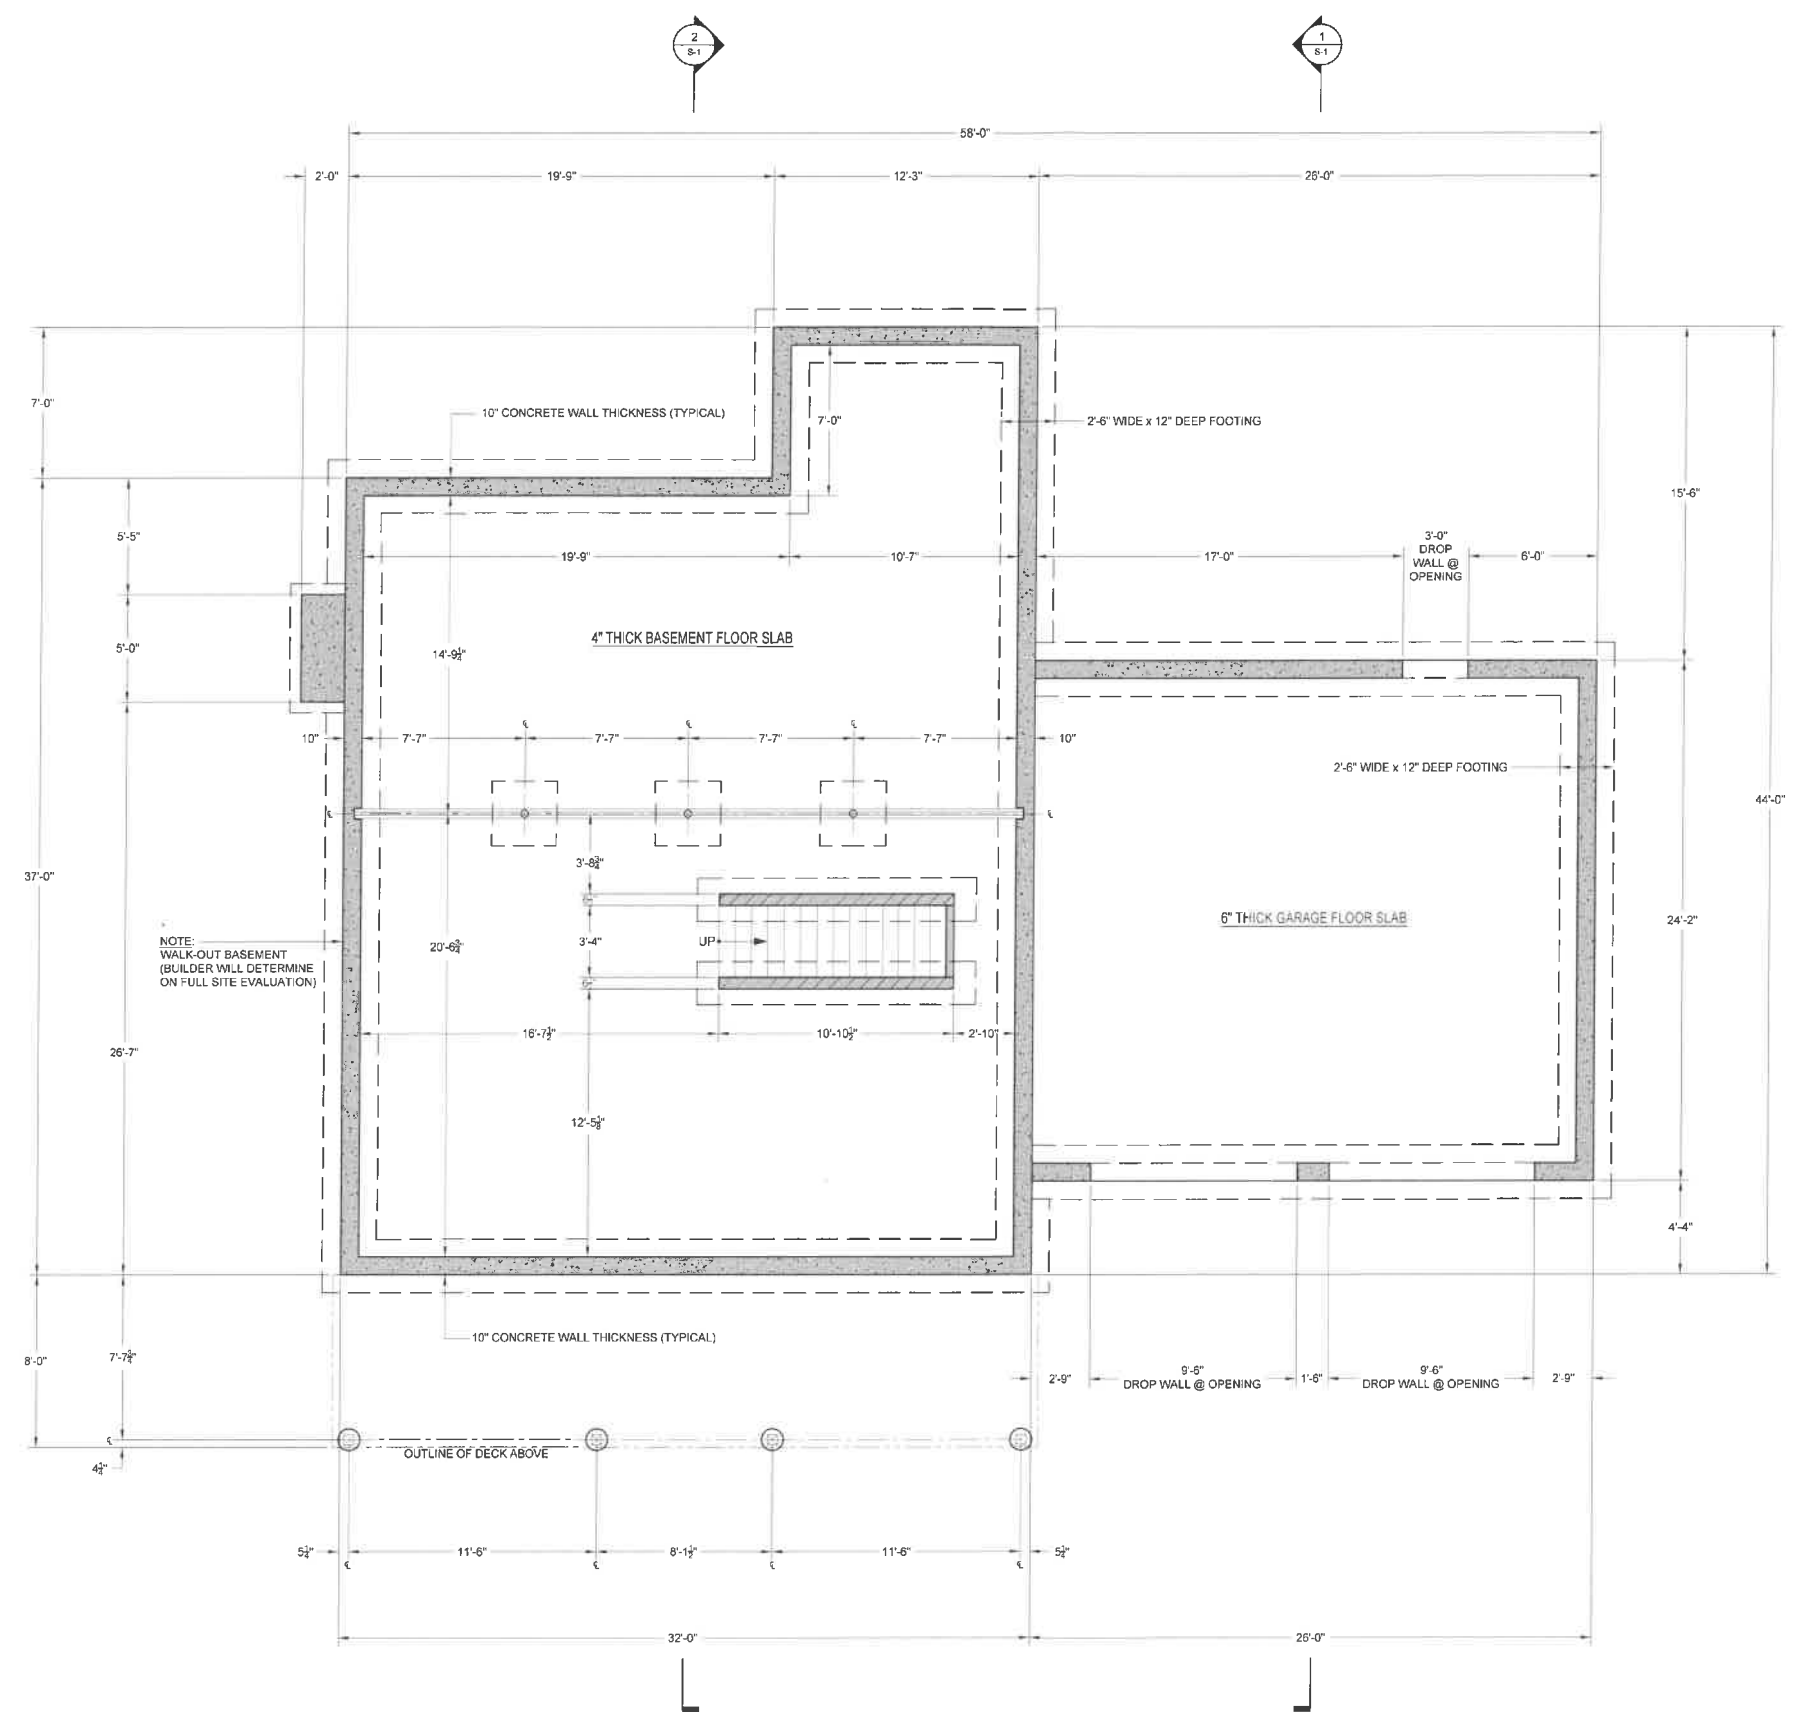 2
S-1
1
S-1
58'-0"
2'-0"
19'-9"
12'-3"
26'-0"
7'-0"
10" CONCRETE WALL THICKNESS (TYPICAL)
7'-0"
2'-6" WIDE x 12" DEEP FOOTING
15'-6"
5'-5"
19'-9"
10'-7"
17'-0"
3'-0"
DROP
WALL @
OPENING
6'-0"
5'-0"
4" THICK BASEMENT FLOOR SLAB
14'-9¼"
10"
7'-7"
7'-7"
7'-7"
7'-7"
10"
2'-6" WIDE x 12" DEEP FOOTING
44'-0"
37'-0"
3'-8¾"
6" THICK GARAGE FLOOR SLAB
24'-2"
NOTE:
WALK-OUT BASEMENT
(BUILDER WILL DETERMINE
ON FULL SITE EVALUATION)
20'-6¾"
3'-4"
UP
26'-7"
16'-7½"
10'-10½"
2'-10"
12'-5⅛"
4'-4"
10" CONCRETE WALL THICKNESS (TYPICAL)
8'-0"
7'-7¾"
2'-9"
9'-6"
DROP WALL @ OPENING
1'-6"
9'-6"
DROP WALL @ OPENING
2'-9"
OUTLINE OF DECK ABOVE
4¼"
5¼"
11'-6"
8'-1½"
11'-6"
5¼"
32'-0"
26'-0"